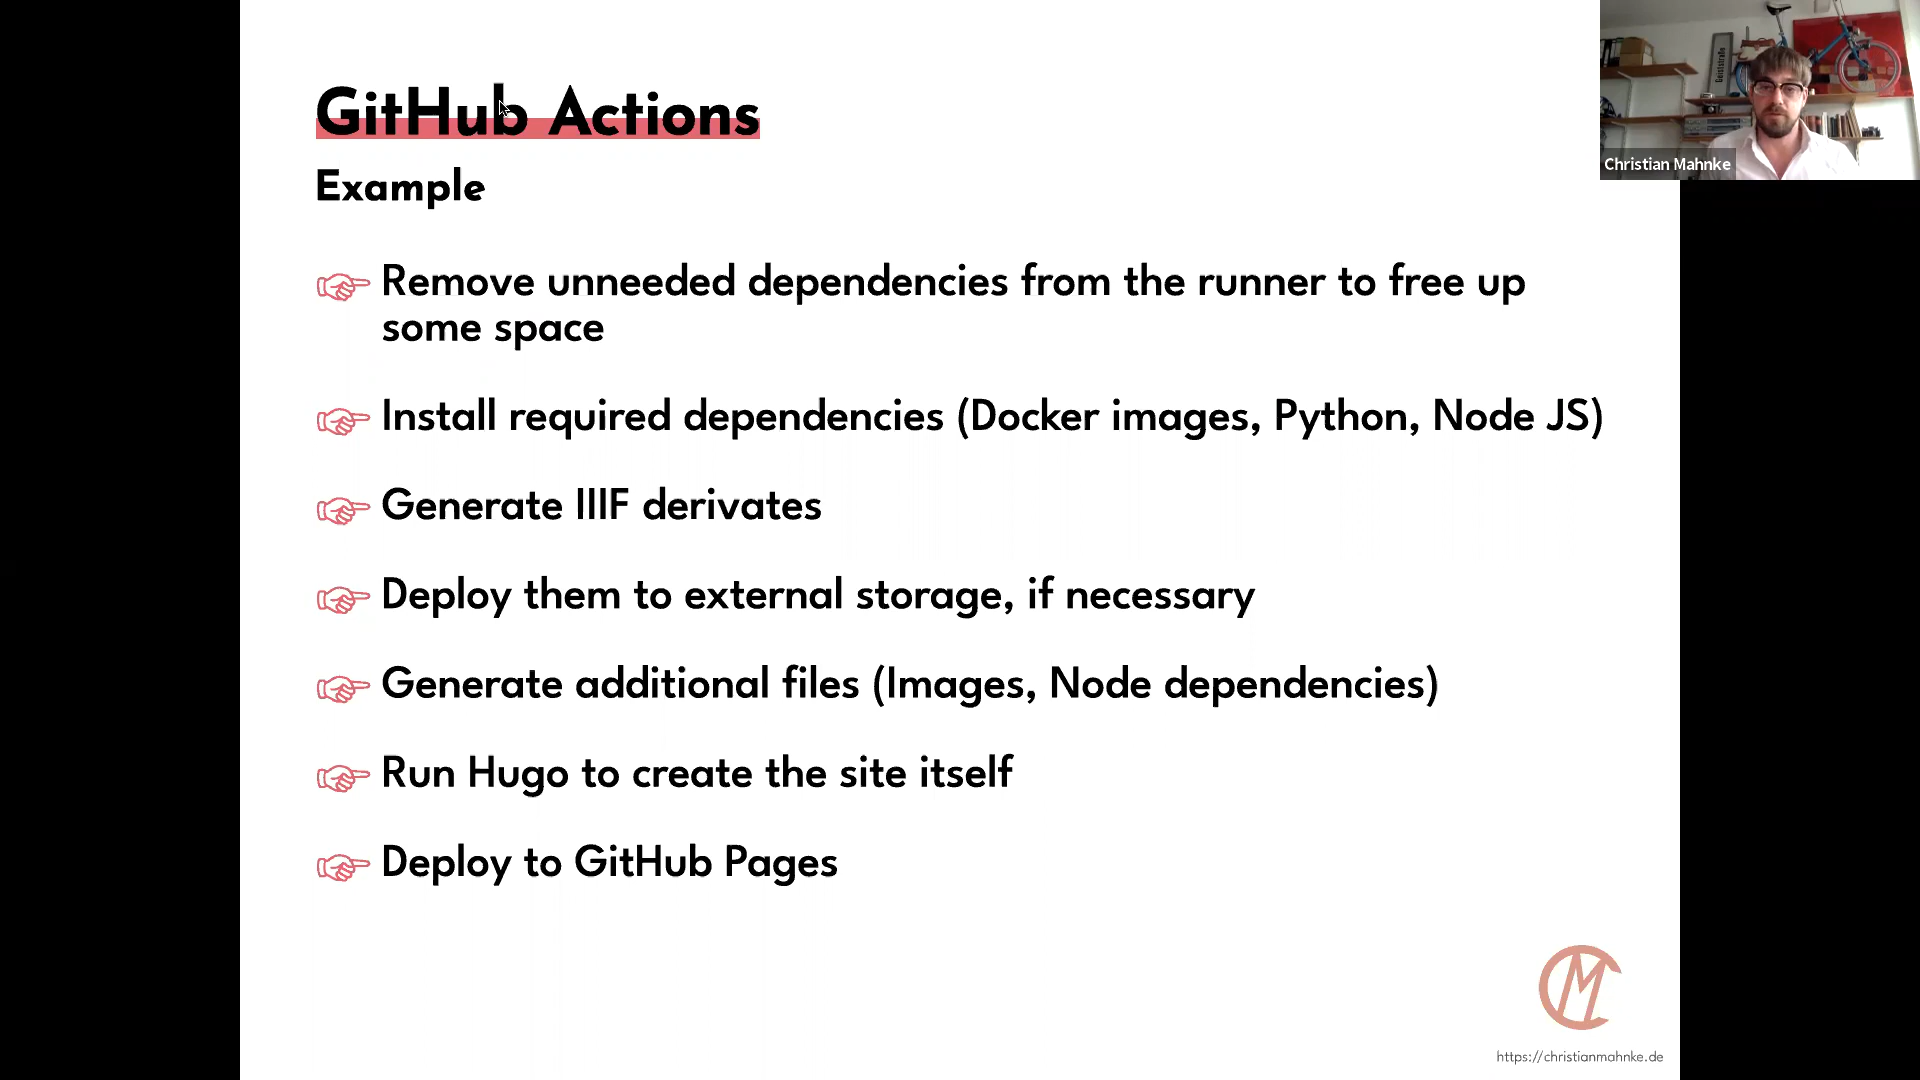 GitHub Actions
Example
Remove unneeded dependencies from the runner to free up
some space
Install required dependencies (Docker images, Python, Node JS)
Generate IIIF derivates
Deploy them to external storage, if necessary
Generate additional files (Images, Node dependencies)
Run Hugo to create the site itself
Deploy to GitHub Pages
Geiststraße
Christian Mahnke
CM
https://christianmahnke.de